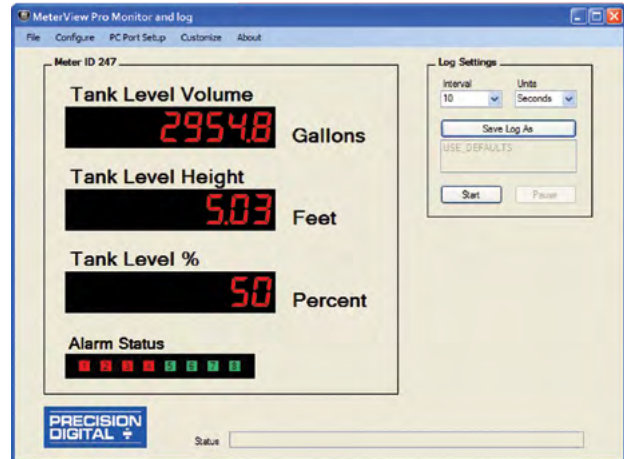 MeterView Pro Monitor and log
File Configure PC Port Setup Customize About
Meter ID 247
Tank Level Volume
2954.8 Gallons
Tank Level Height
5.03 Feet
Tank Level %
50 Percent
Alarm Status
1 2 3 4 5 6 7 8
Log Settings
Interval Units
10 Seconds
Save Log As
USE_DEFAULTS
Start Pause
PRECISION
DIGITAL
Status